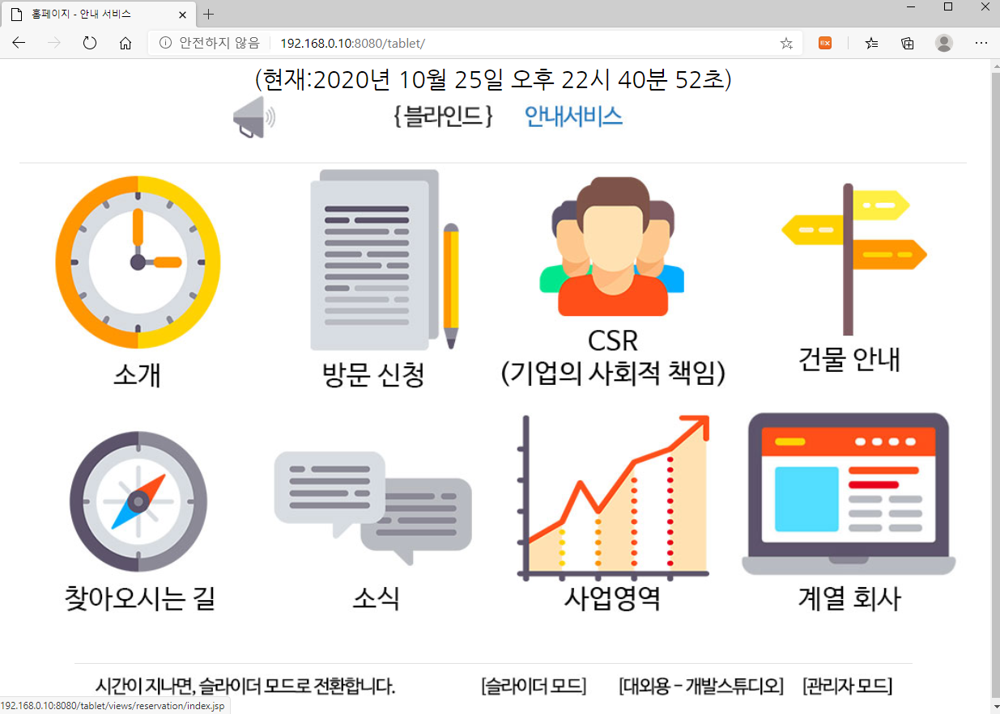 홈페이지 - 안내 서비스
안전하지 않음 192.168.0.10:8080/tablet/
(현재:2020년 10월 25일 오후 22시 40분 52초)
{블라인드} 안내서비스
소개
방문 신청
CSR
(기업의 사회적 책임)
건물 안내
찾아오시는 길
소식
사업영역
계열 회사
시간이 지나면, 슬라이더 모드로 전환합니다. [슬라이더 모드] [대외용 - 개발스튜디오] [관리자 모드]
192.168.0.10:8080/tablet/views/reservation/index.jsp